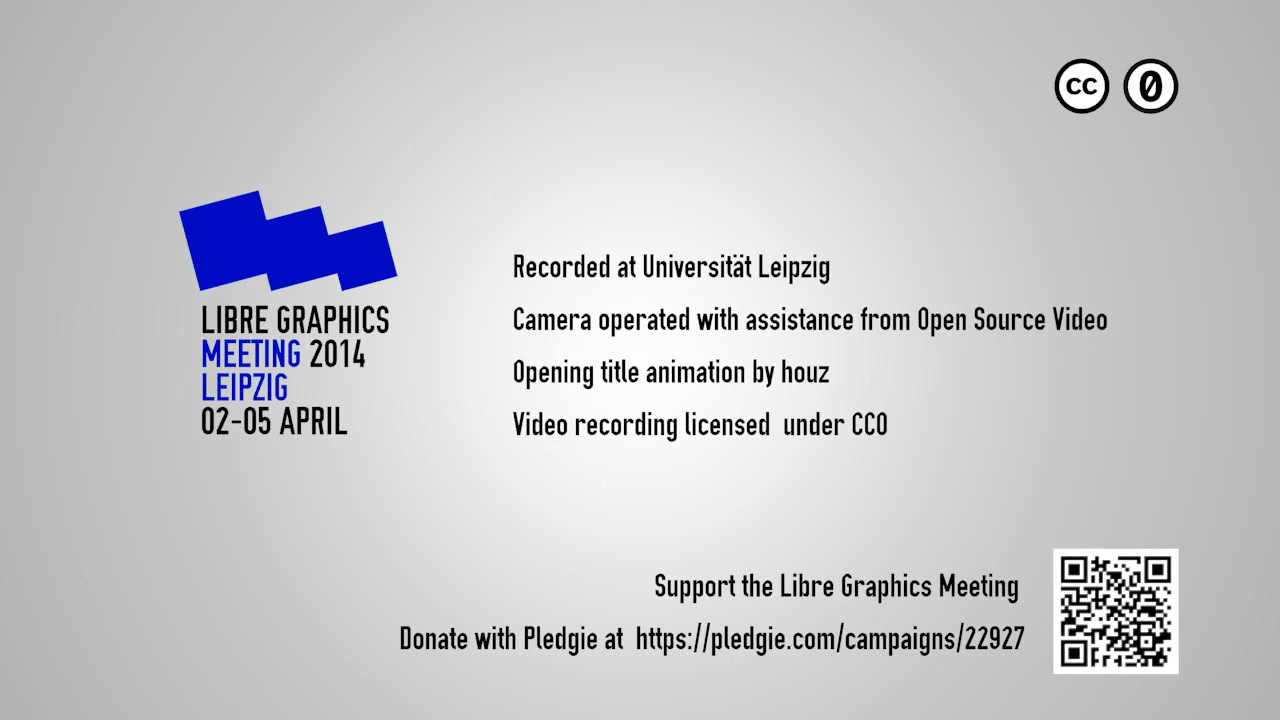 CC 0
LIBRE GRAPHICS
MEETING 2014
LEIPZIG
02-05 APRIL
Recorded at Universität Leipzig
Camera operated with assistance from Open Source Video
Opening title animation by houz
Video recording licensed  under CC0
Support the Libre Graphics Meeting
Donate with Pledgie at  https://pledgie.com/campaigns/22927